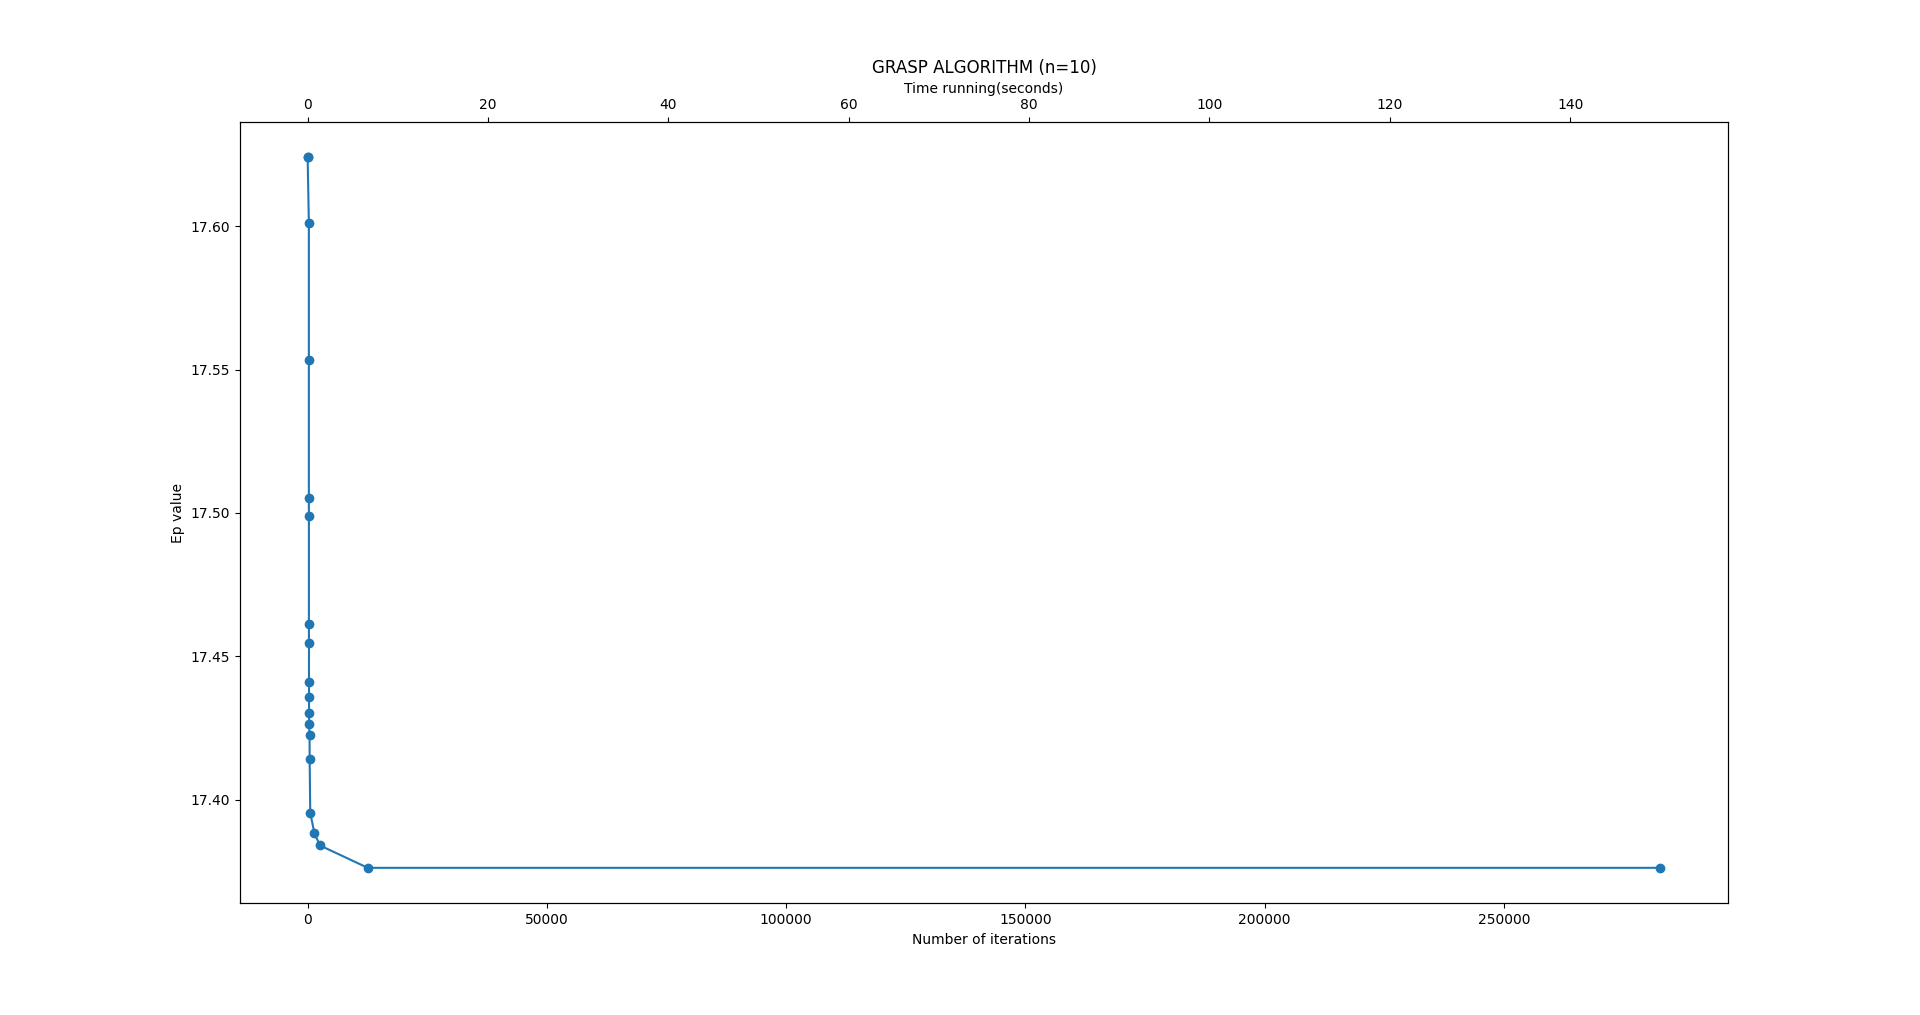 GRASP ALGORITHM (n=10)
Time running(seconds)
0 20 40 60 80 100 120 140
17.60
17.55
17.50
17.45
17.40
Ep value
0 50000 100000 150000 200000 250000
Number of iterations